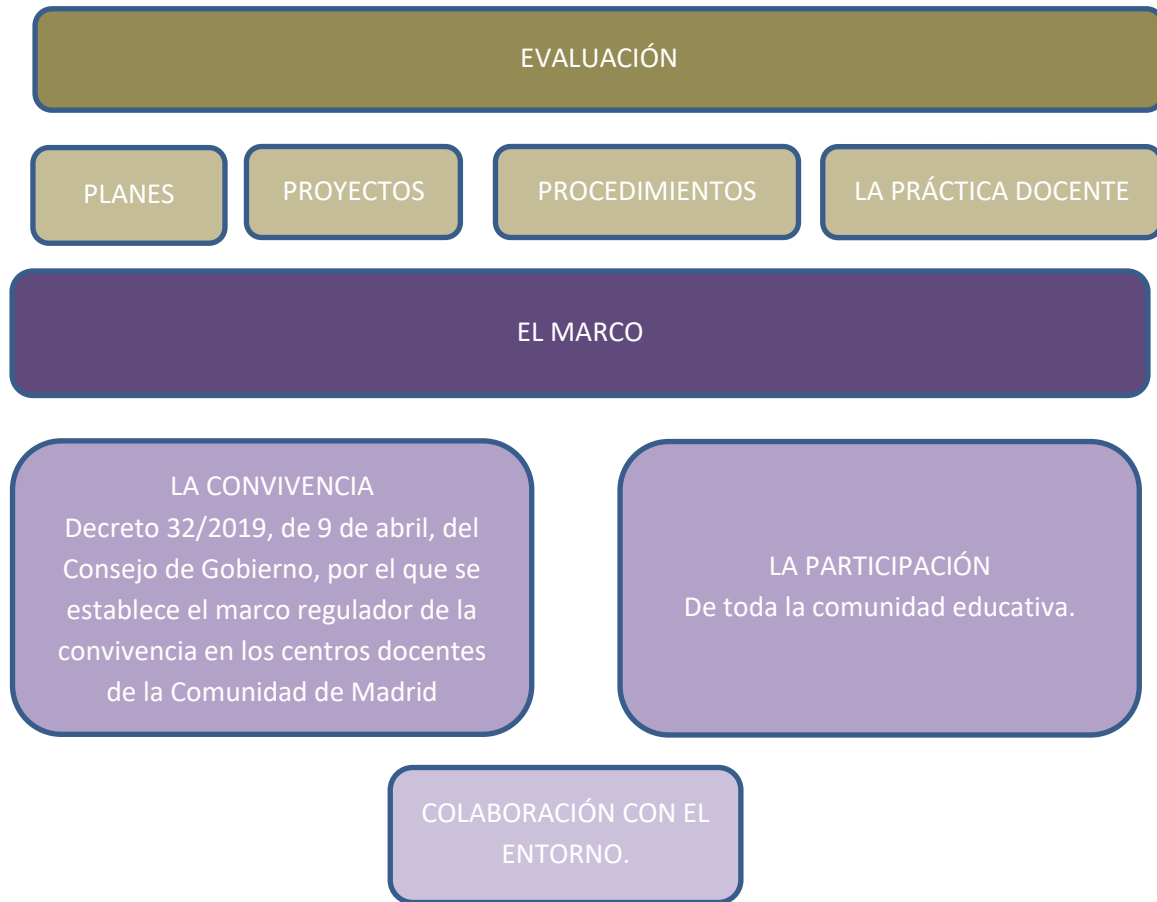 EVALUACIÓN
PLANES
PROYECTOS
PROCEDIMIENTOS
LA PRÁCTICA DOCENTE
EL MARCO
LA CONVIVENCIA
Decreto 32/2019, de 9 de abril, del
Consejo de Gobierno, por el que se
establece el marco regulador de la
convivencia en los centros docentes
de la Comunidad de Madrid
LA PARTICIPACIÓN
De toda la comunidad educativa.
COLABORACIÓN CON EL
ENTORNO.